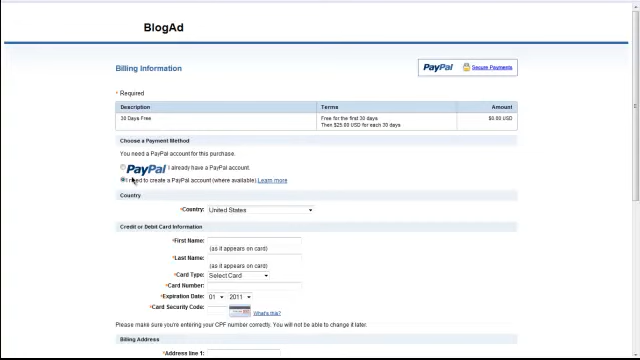 BlogAd
Billing Information
PayPal Secure Payments
* Required
Description Terms Amount
30 Days Free Free for the first 30 days $0.00 USD
Then $25.00 USD for each 30 days
Choose a Payment Method
You need a PayPal account for this purchase.
PayPal I already have a PayPal account.
I need to create a PayPal account (where available). Learn more
Country
*Country: United States
Credit or Debit Card Information
*First Name:
(as it appears on card)
*Last Name:
(as it appears on card)
*Card Type: Select Card
*Card Number:
*Expiration Date: 01 2011
*Card Security Code: What's this?
Please make sure you're entering your CPF number correctly. You will not be able to change it later.
Billing Address
*Address line 1: